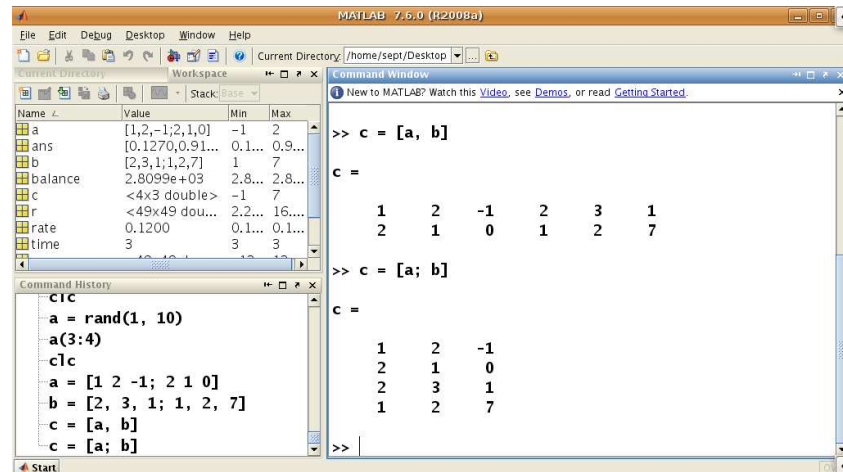 MATLAB 7.6.0 (R2008a)
File Edit Debug Desktop Window Help
Current Directory: /home/sept/Desktop ...
Current Directory Workspace
Stack: Base
Name Value Min Max
a [1,2,-1;2,1,0] -1 2
ans [0.1270,0.91... 0.1... 0.9...
b [2,3,1;1,2,7] 1 7
balance 2.8099e+03 2.8... 2.8...
c <4x3 double> -1 7
r <49x49 dou... 2.2... 16....
rate 0.1200 0.1... 0.1...
time 3 3 3
Command History
clc
a = rand(1, 10)
a(3:4)
clc
a = [1 2 -1; 2 1 0]
b = [2, 3, 1; 1, 2, 7]
c = [a, b]
c = [a; b]
Start
Command Window
New to MATLAB? Watch this Video, see Demos, or read Getting Started.
>> c = [a, b]
c =
1 2 -1 2 3 1
2 1 0 1 2 7
>> c = [a; b]
c =
1 2 -1
2 1 0
2 3 1
1 2 7
>>